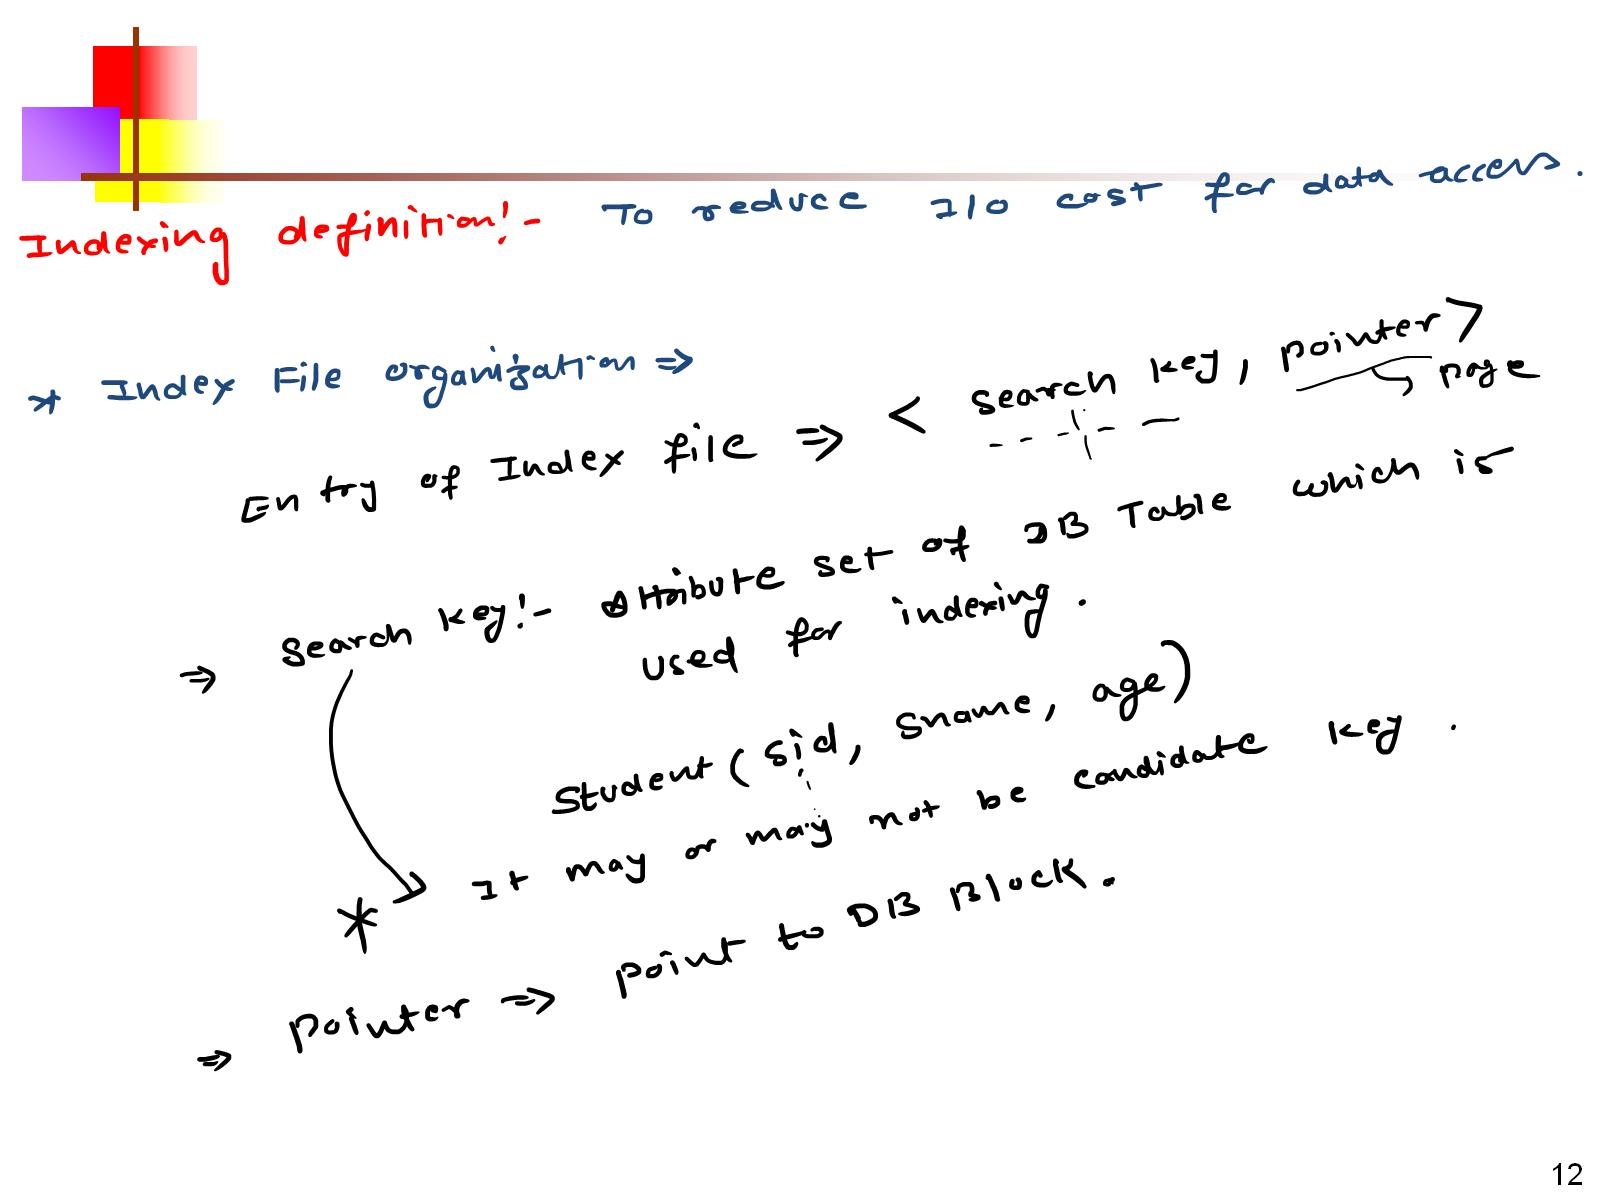 Indexing definition:- To reduce I/O cost for data access.
* Index File organization ⇒
Entry of Index file ⇒ < search key, pointer>
page
⇒ Search key:- Attribute set of DB Table which is
used for indexing.
Student (sid, sname, age)
* It may or may not be candidate key.
⇒ pointer ⇒ point to DB Block.
12